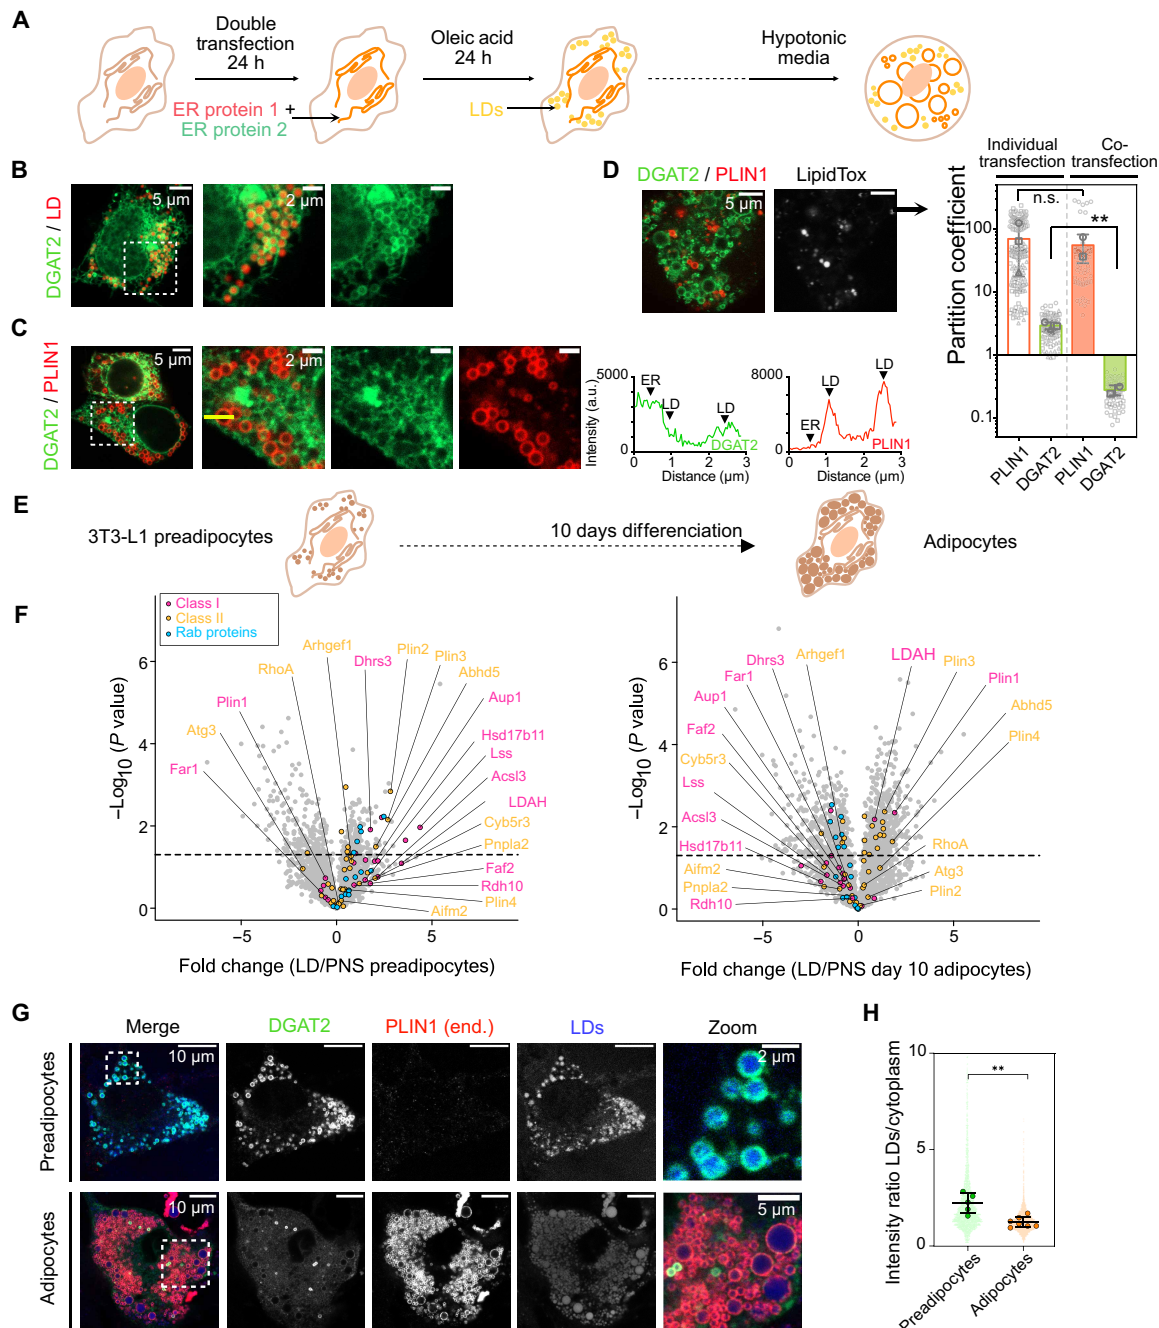 A
Double
transfection
24 h
Oleic acid
24 h
Hypotonic
media
ER protein 1 +
ER protein 2
LDs
B
DGAT2 / LD
5 µm
2 µm
C
DGAT2 / PLIN1
5 µm
2 µm
D
DGAT2 / PLIN1
LipidTox
5 µm
Individual
transfection
Co-
transfection
n.s.
**
Partition coefficient
100
10
1
0.1
PLIN1
DGAT2
PLIN1
DGAT2
Intensity (a.u.)
5000
0
ER
LD
LD
DGAT2
0 1 2 3
Distance (µm)
8000
0
ER
LD
LD
PLIN1
0 1 2 3
Distance (µm)
E
3T3-L1 preadipocytes
10 days differenciation
Adipocytes
F
Class I
Class II
Rab proteins
Arhgef1
Plin2
Plin3
RhoA
Dhrs3
Abhd5
Plin1
Aup1
Atg3
Hsd17b11
Far1
Lss
Acsl3
LDAH
Cyb5r3
Pnpla2
Faf2
Rdh10
Plin4
Aifm2
−Log10 (P value)
6
4
2
0
−5
0
5
Fold change (LD/PNS preadipocytes)
Arhgef1
LDAH
Dhrs3
Plin3
Far1
Plin1
Aup1
Abhd5
Faf2
Plin4
Cyb5r3
Lss
Acsl3
Hsd17b11
RhoA
Aifm2
Atg3
Pnpla2
Plin2
Rdh10
−Log10 (P value)
6
4
2
0
−5
0
5
Fold change (LD/PNS day 10 adipocytes)
G
Merge
DGAT2
PLIN1 (end.)
LDs
Zoom
Preadipocytes
10 µm
2 µm
Adipocytes
10 µm
5 µm
H
Intensity ratio LDs/cytoplasm
10
5
0
**
Preadipocytes
Adipocytes